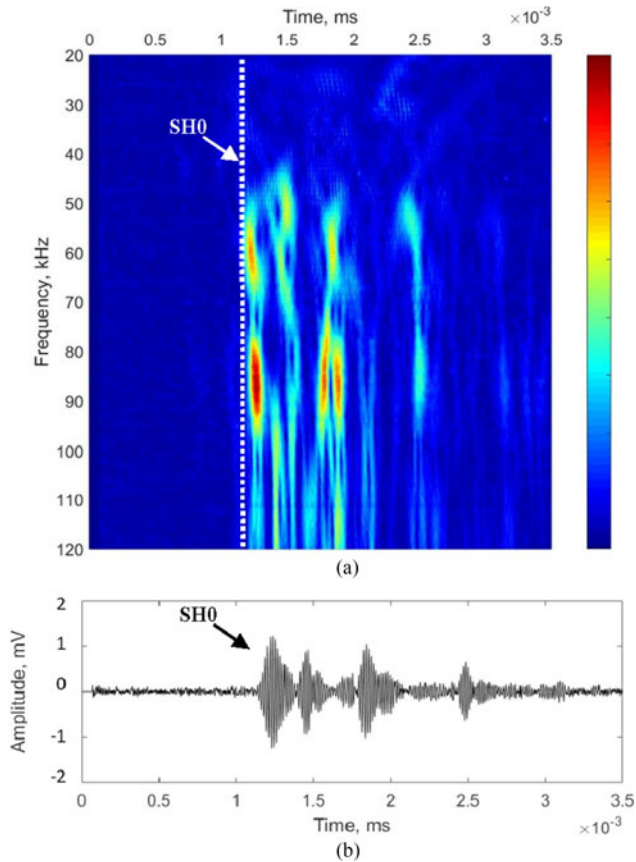 Time, ms
×10⁻³
0 0.5 1 1.5 2 2.5 3 3.5
20
30
SH0
40
50
60
70
80
90
100
110
120
Frequency, kHz
(a)
2
SH0
1
0
-1
-2
Amplitude, mV
0 0.5 1 1.5 2 2.5 3 3.5
Time, ms
×10⁻³
(b)